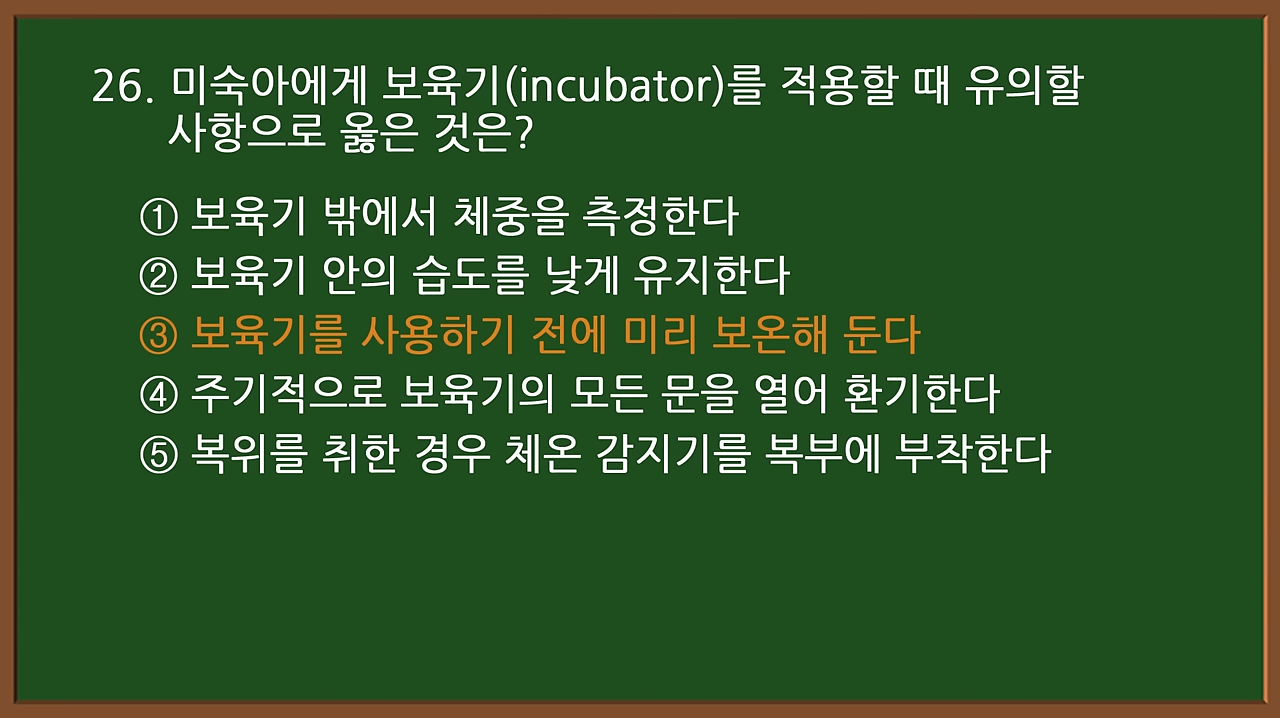 26. 미숙아에게 보육기(incubator)를 적용할 때 유의할
사항으로 옳은 것은?
① 보육기 밖에서 체중을 측정한다
② 보육기 안의 습도를 낮게 유지한다
③ 보육기를 사용하기 전에 미리 보온해 둔다
④ 주기적으로 보육기의 모든 문을 열어 환기한다
⑤ 복위를 취한 경우 체온 감지기를 복부에 부착한다